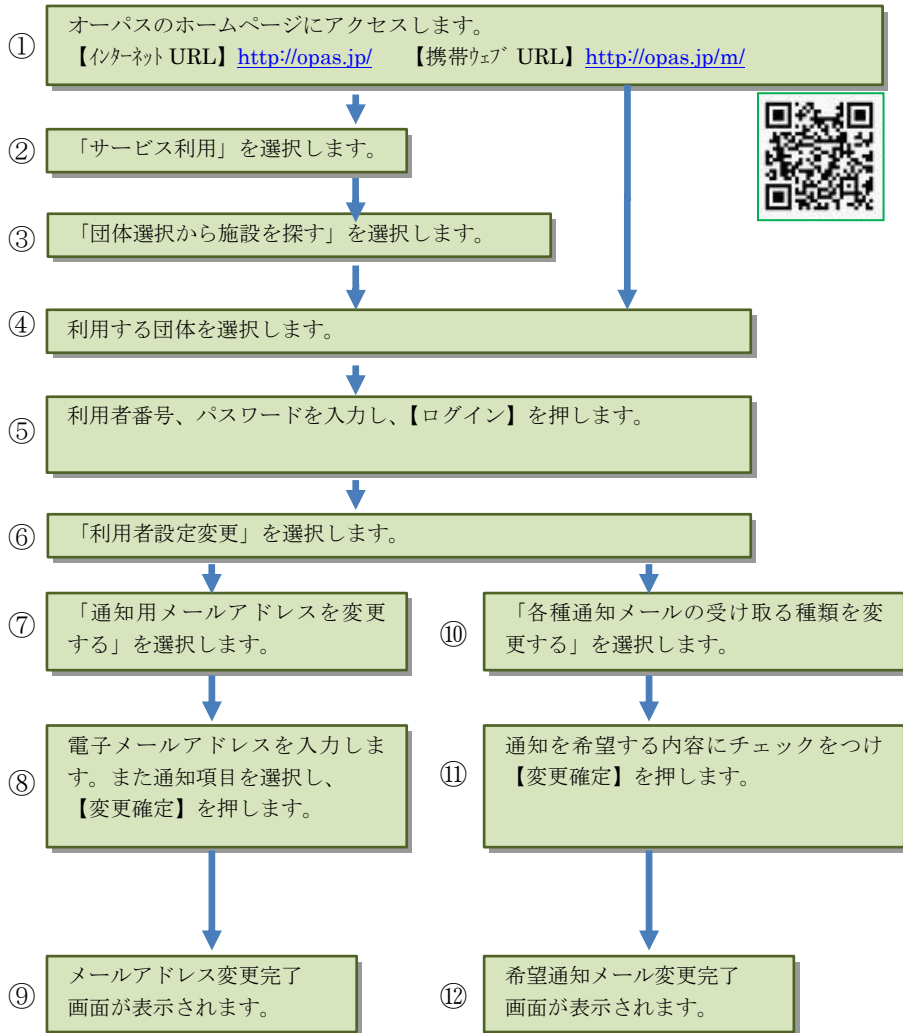 ① オーパスのホームページにアクセスします。
【インターネット URL】http://opas.jp/ 【携帯ウェブ URL】http://opas.jp/m/
② 「サービス利用」を選択します。
③ 「団体選択から施設を探す」を選択します。
④ 利用する団体を選択します。
⑤ 利用者番号、パスワードを入力し、【ログイン】を押します。
⑥ 「利用者設定変更」を選択します。
⑦ 「通知用メールアドレスを変更
する」を選択します。
⑧ 電子メールアドレスを入力しま
す。また通知項目を選択し、
【変更確定】を押します。
⑨ メールアドレス変更完了
画面が表示されます。
⑩ 「各種通知メールの受け取る種類を変
更する」を選択します。
⑪ 通知を希望する内容にチェックをつけ
【変更確定】を押します。
⑫ 希望通知メール変更完了
画面が表示されます。